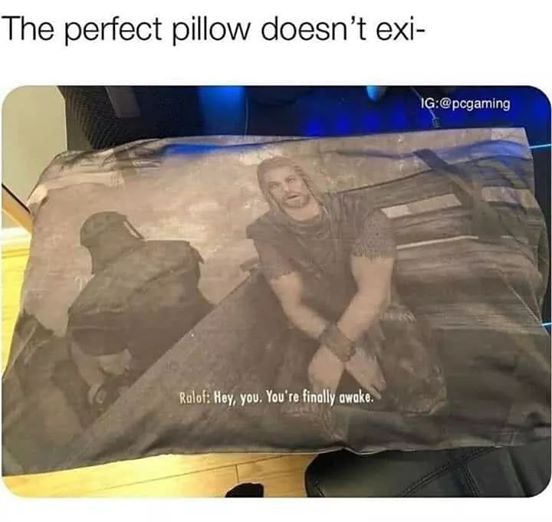 The perfect pillow doesn't exi-
IG:@pcgaming
Ralof: Hey, you. You're finally awake.